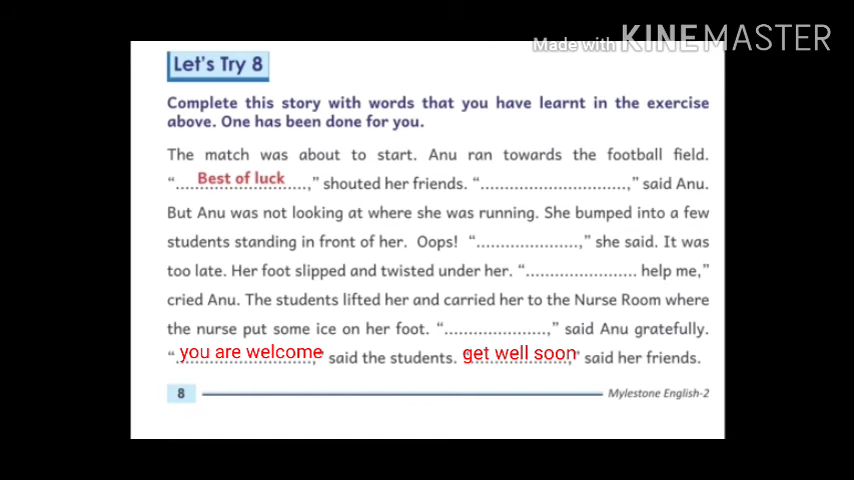 Made with KINEMASTER
Let's Try 8
Complete this story with words that you have learnt in the exercise
above. One has been done for you.
The match was about to start. Anu ran towards the football field.
“....Best of luck....,” shouted her friends. “..............................,” said Anu.
But Anu was not looking at where she was running. She bumped into a few
students standing in front of her. Oops! “.....................,” she said. It was
too late. Her foot slipped and twisted under her. “....................... help me,”
cried Anu. The students lifted her and carried her to the Nurse Room where
the nurse put some ice on her foot. “.....................,” said Anu gratefully.
“.you are welcome.,” said the students. “get well soon,” said her friends.
8 Mylestone English-2